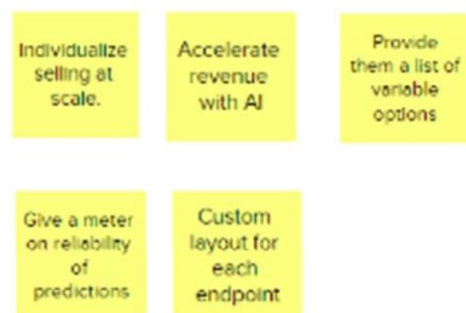 Individualize
selling at
scale.
Accelerate
revenue
with AI
Provide
them a list of
variable
options
Give a meter
on reliability
of
predictions
Custom
layout for
each
endpoint